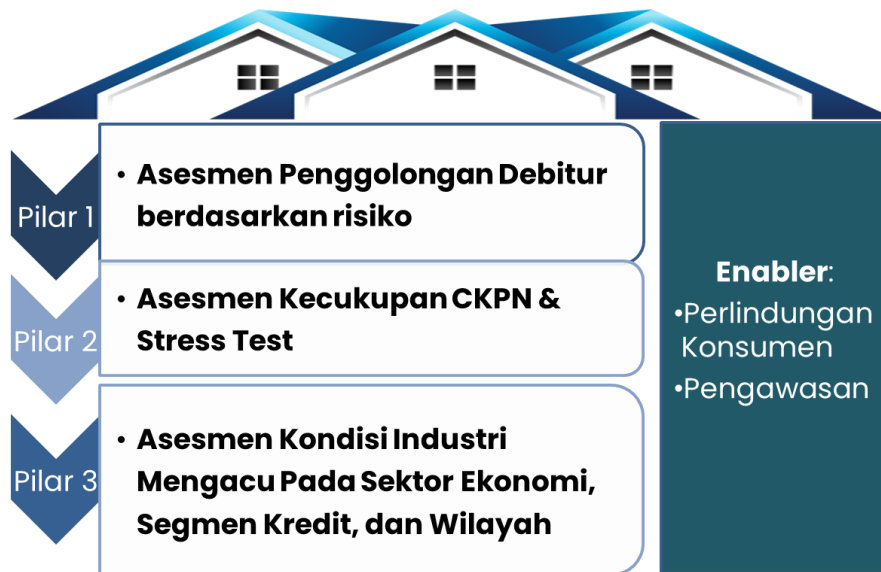 Pilar 1
• Asesmen Penggolongan Debitur
berdasarkan risiko
Pilar 2
• Asesmen Kecukupan CKPN &
Stress Test
Pilar 3
• Asesmen Kondisi Industri
Mengacu Pada Sektor Ekonomi,
Segmen Kredit, dan Wilayah
Enabler:
•Perlindungan
Konsumen
•Pengawasan